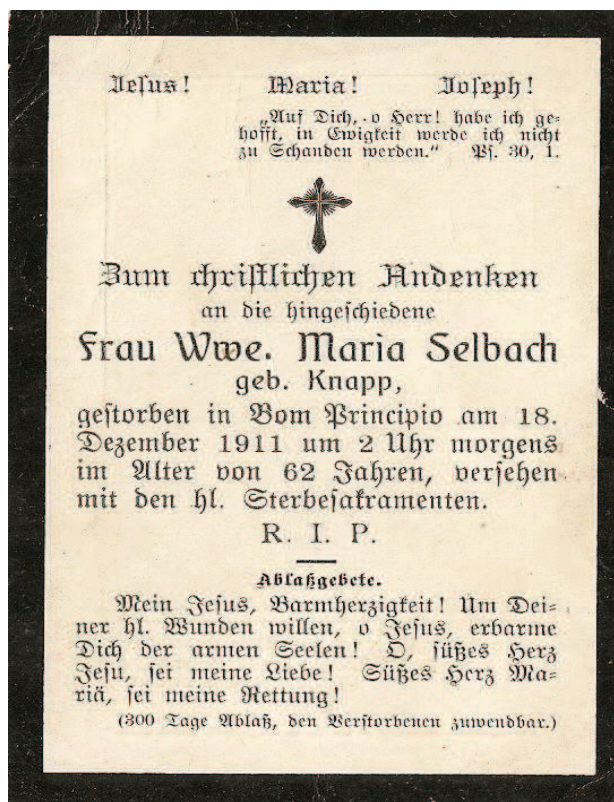 Jesus! Maria! Joseph!
„Auf Dich, o Herr! habe ich ge-
hofft, in Ewigkeit werde ich nicht
zu Schanden werden.“ Ps. 30, 1.
Zum christlichen Andenken
an die hingeschiedene
Frau Wwe. Maria Selbach
geb. Knapp,
gestorben in Bom Principio am 18.
Dezember 1911 um 2 Uhr morgens
im Alter von 62 Jahren, versehen
mit den hl. Sterbesakramenten.
R. I. P.
Ablaßgebete.
Mein Jesus, Barmherzigkeit! Um Dei-
ner hl. Wunden willen, o Jesus, erbarme
Dich der armen Seelen! O, süßes Herz
Jesu, sei meine Liebe! Süßes Herz Ma-
riä, sei meine Rettung!
(300 Tage Ablaß, den Verstorbenen zuwendbar.)